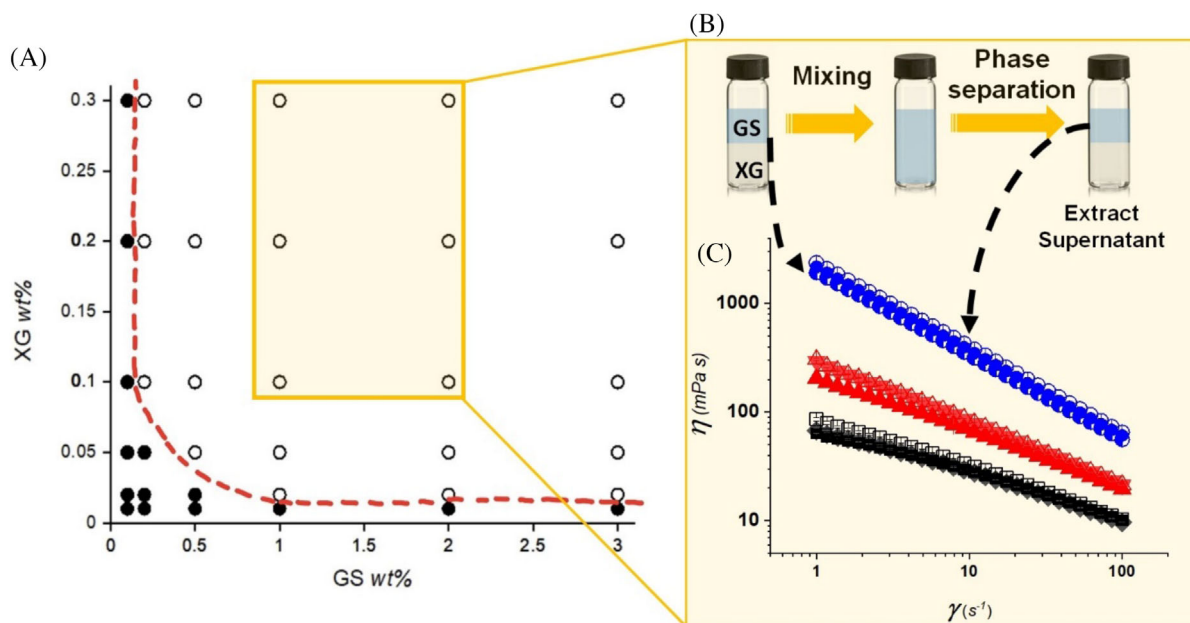 (A)
XG wt%
0.3
0.25
0.2
0.15
0.1
0.05
0
0 0.5 1 1.5 2 2.5 3
GS wt%
(B)
Mixing
Phase
separation
GS
XG
Extract
Supernatant
(C)
η (mPa s)
1000
100
10
1 10 100
γ (s⁻¹)